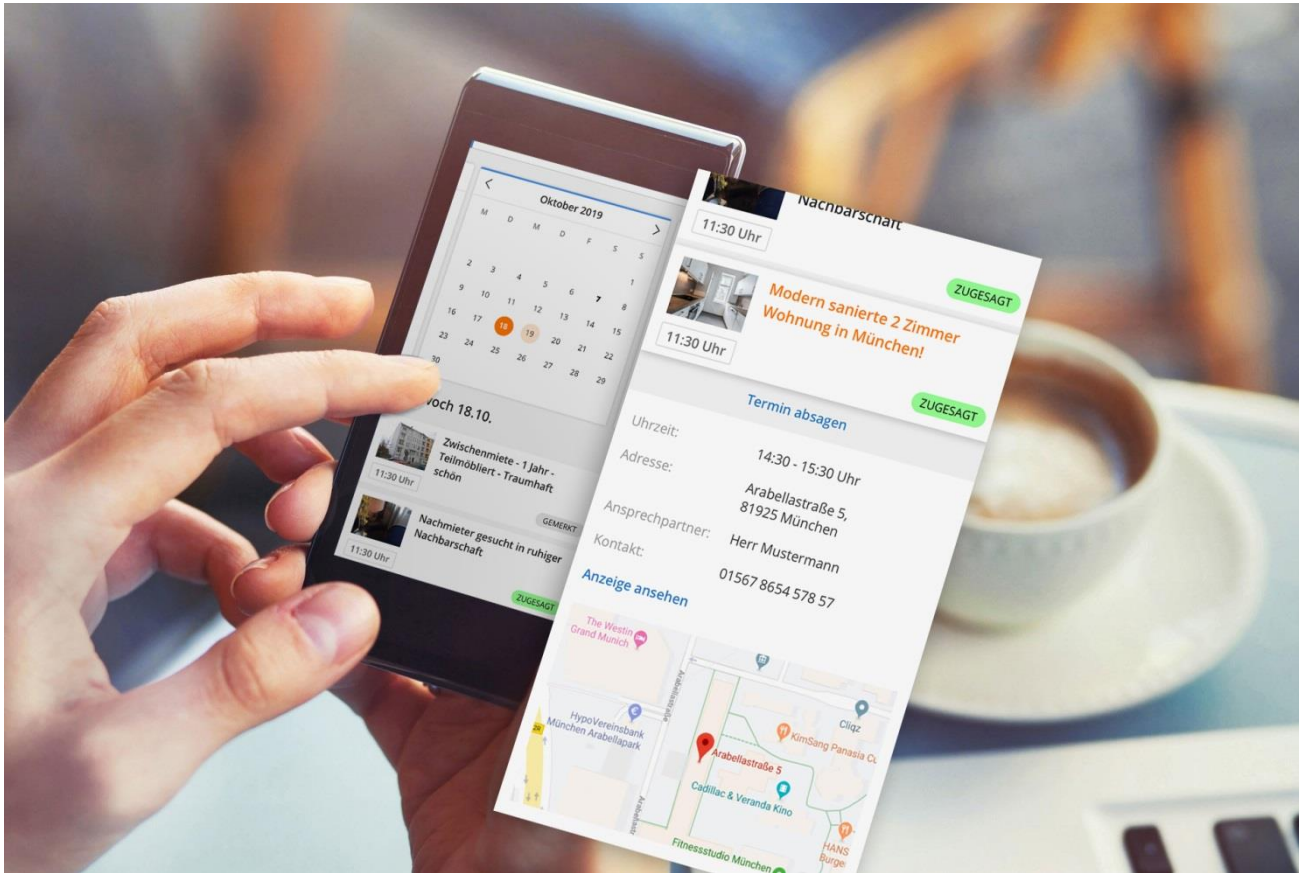 Oktober 2019
M D M D F S S
1
2 3 4 5 6 7 8
9 10 11 12 13 14 15
16 17 18 19 20 21 22
23 24 25 26 27 28 29
30
och 18.10.
Zwischenmiete - 1 Jahr -
Teilmöbliert - Traumhaft
schön
11:30 Uhr
GEMERKT
Nachmieter gesucht in ruhiger
Nachbarschaft
11:30 Uhr
ZUGESAGT
Nachbarschaft
11:30 Uhr
ZUGESAGT
Modern sanierte 2 Zimmer
Wohnung in München!
11:30 Uhr
ZUGESAGT
Termin absagen
Uhrzeit: 14:30 - 15:30 Uhr
Adresse: Arabellastraße 5,
81925 München
Ansprechpartner: Herr Mustermann
Kontakt: 01567 8654 578 57
Anzeige ansehen
The Westin
Grand Munich
Arabellastraße
HypoVereinsbank
München Arabellapark
Cliqz
KimSang Panasia Cu
Arabellastraße 5
Cadillac & Veranda Kino
HANS
Burge
Fitnessstudio München